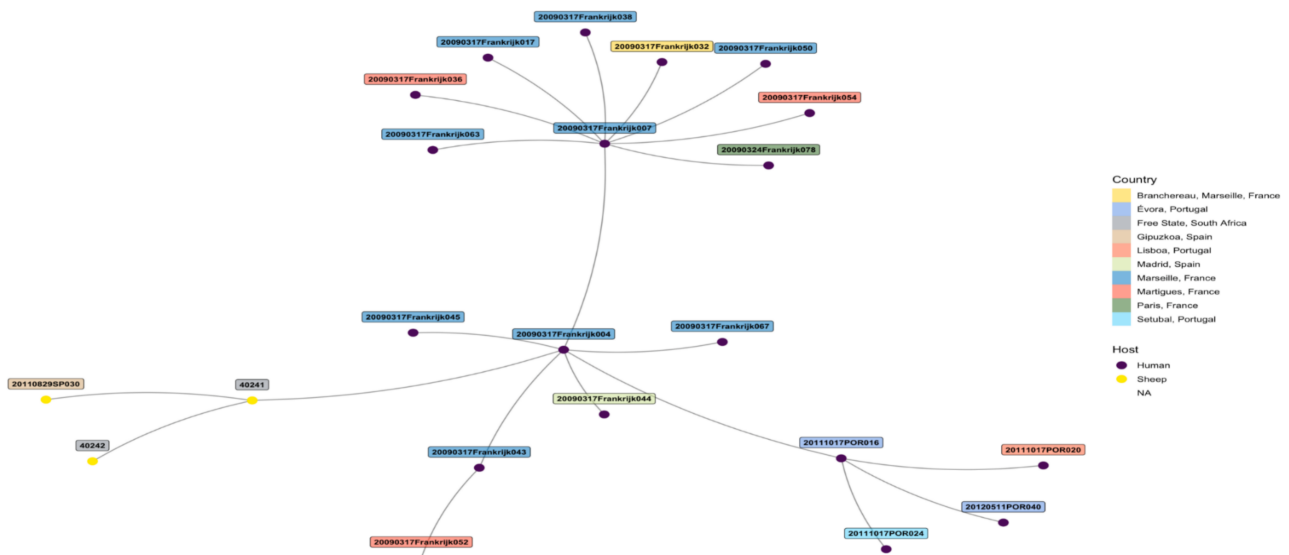 20090317Frankrijk038
20090317Frankrijk017
20090317Frankrijk032
20090317Frankrijk050
20090317Frankrijk036
20090317Frankrijk054
20090317Frankrijk007
20090317Frankrijk063
20090324Frankrijk078
20090317Frankrijk045
20090317Frankrijk004
20090317Frankrijk067
20110829SP030
40241
20090317Frankrijk044
40242
20090317Frankrijk043
20111017POR016
20111017POR020
20120511POR040
20111017POR024
20090317Frankrijk052
Country
Branchereau, Marseille, France
Évora, Portugal
Free State, South Africa
Gipuzkoa, Spain
Lisboa, Portugal
Madrid, Spain
Marseille, France
Martigues, France
Paris, France
Setubal, Portugal
Host
Human
Sheep
NA